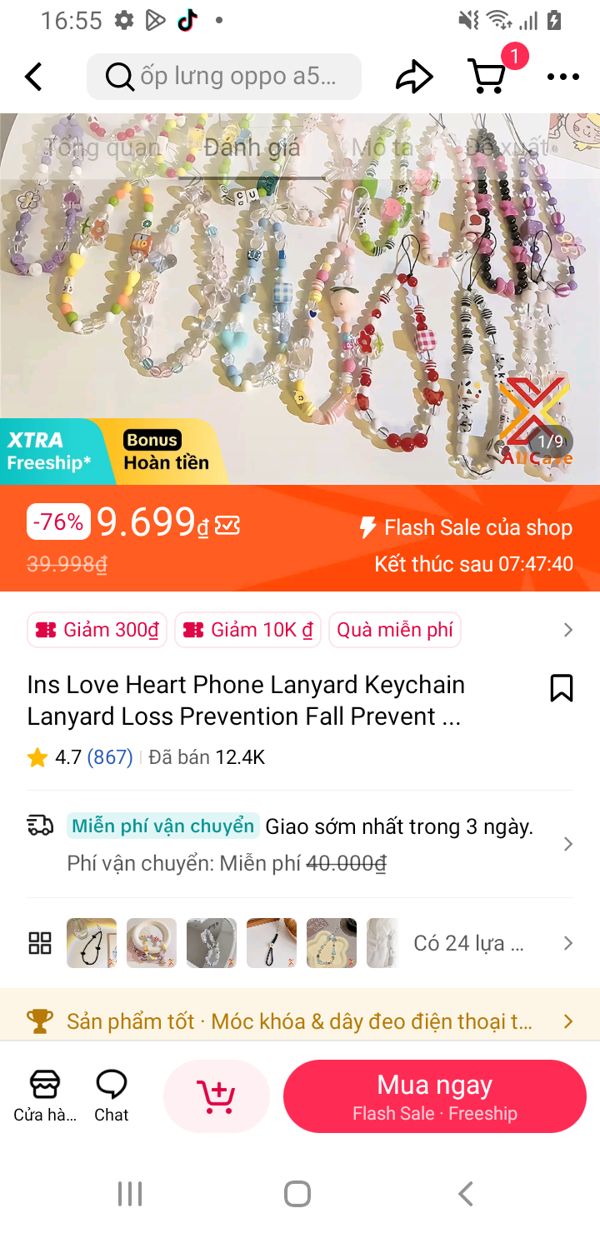 16:55
1
ốp lưng oppo a5...
Tổng quan Đánh giá Mô tả Đề xuất
CU
XTRA
Freeship*
Bonus
Hoàn tiền
1/9
AllCase
-76% 9.699₫
Flash Sale của shop
39.998₫
Kết thúc sau 07:47:40
Giảm 300₫ Giảm 10K ₫ Quà miễn phí
Ins Love Heart Phone Lanyard Keychain
Lanyard Loss Prevention Fall Prevent ...
4.7 (867) Đã bán 12.4K
Miễn phí vận chuyển Giao sớm nhất trong 3 ngày.
Phí vận chuyển: Miễn phí 40.000₫
Có 24 lựa ...
Sản phẩm tốt · Móc khóa & dây đeo điện thoại t...
Mua ngay
Flash Sale · Freeship
Cửa hà... Chat